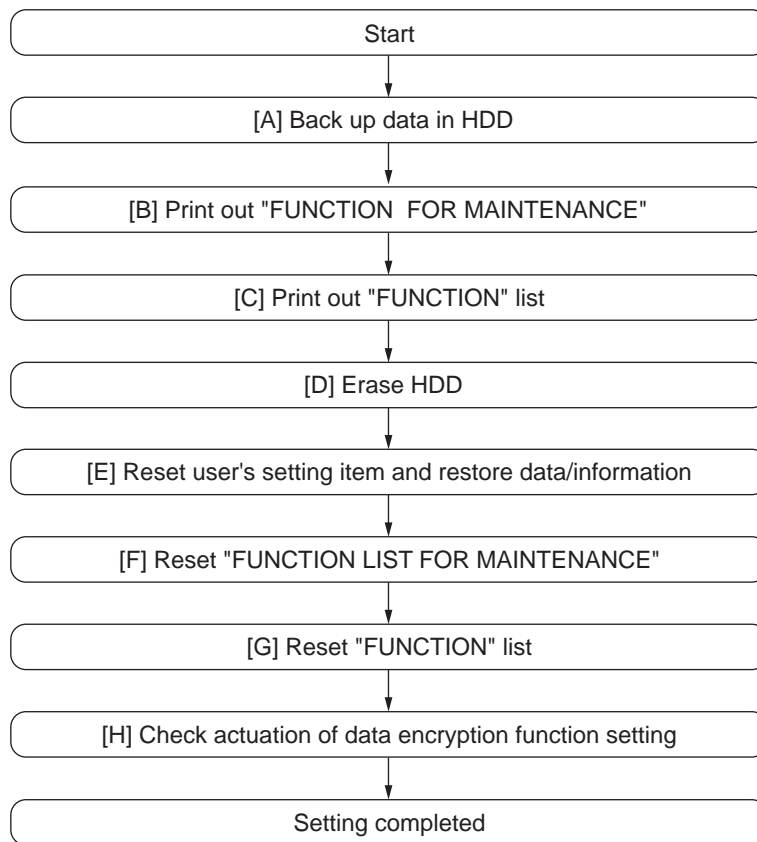 Start
[A] Back up data in HDD
[B] Print out "FUNCTION  FOR MAINTENANCE"
[C] Print out "FUNCTION" list
[D] Erase HDD
[E] Reset user's setting item and restore data/information
[F] Reset "FUNCTION LIST FOR MAINTENANCE"
[G] Reset "FUNCTION" list
[H] Check actuation of data encryption function setting
Setting completed